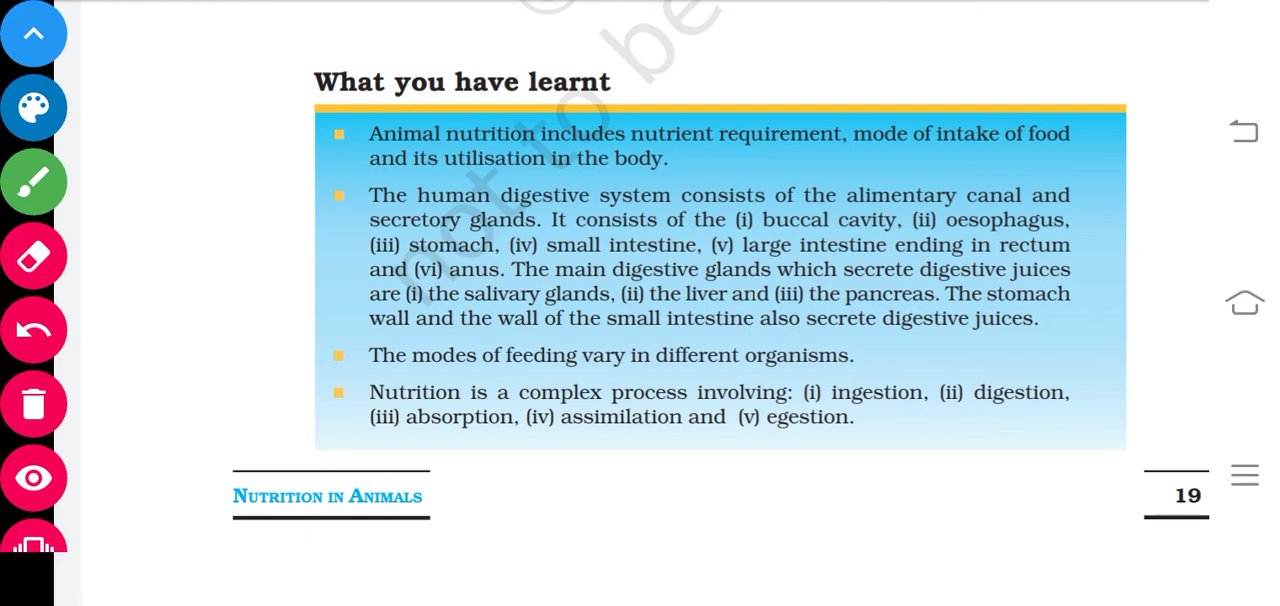 What you have learnt
Animal nutrition includes nutrient requirement, mode of intake of food
and its utilisation in the body.
The human digestive system consists of the alimentary canal and
secretory glands. It consists of the (i) buccal cavity, (ii) oesophagus,
(iii) stomach, (iv) small intestine, (v) large intestine ending in rectum
and (vi) anus. The main digestive glands which secrete digestive juices
are (i) the salivary glands, (ii) the liver and (iii) the pancreas. The stomach
wall and the wall of the small intestine also secrete digestive juices.
The modes of feeding vary in different organisms.
Nutrition is a complex process involving: (i) ingestion, (ii) digestion,
(iii) absorption, (iv) assimilation and (v) egestion.
NUTRITION IN ANIMALS
19
not to be